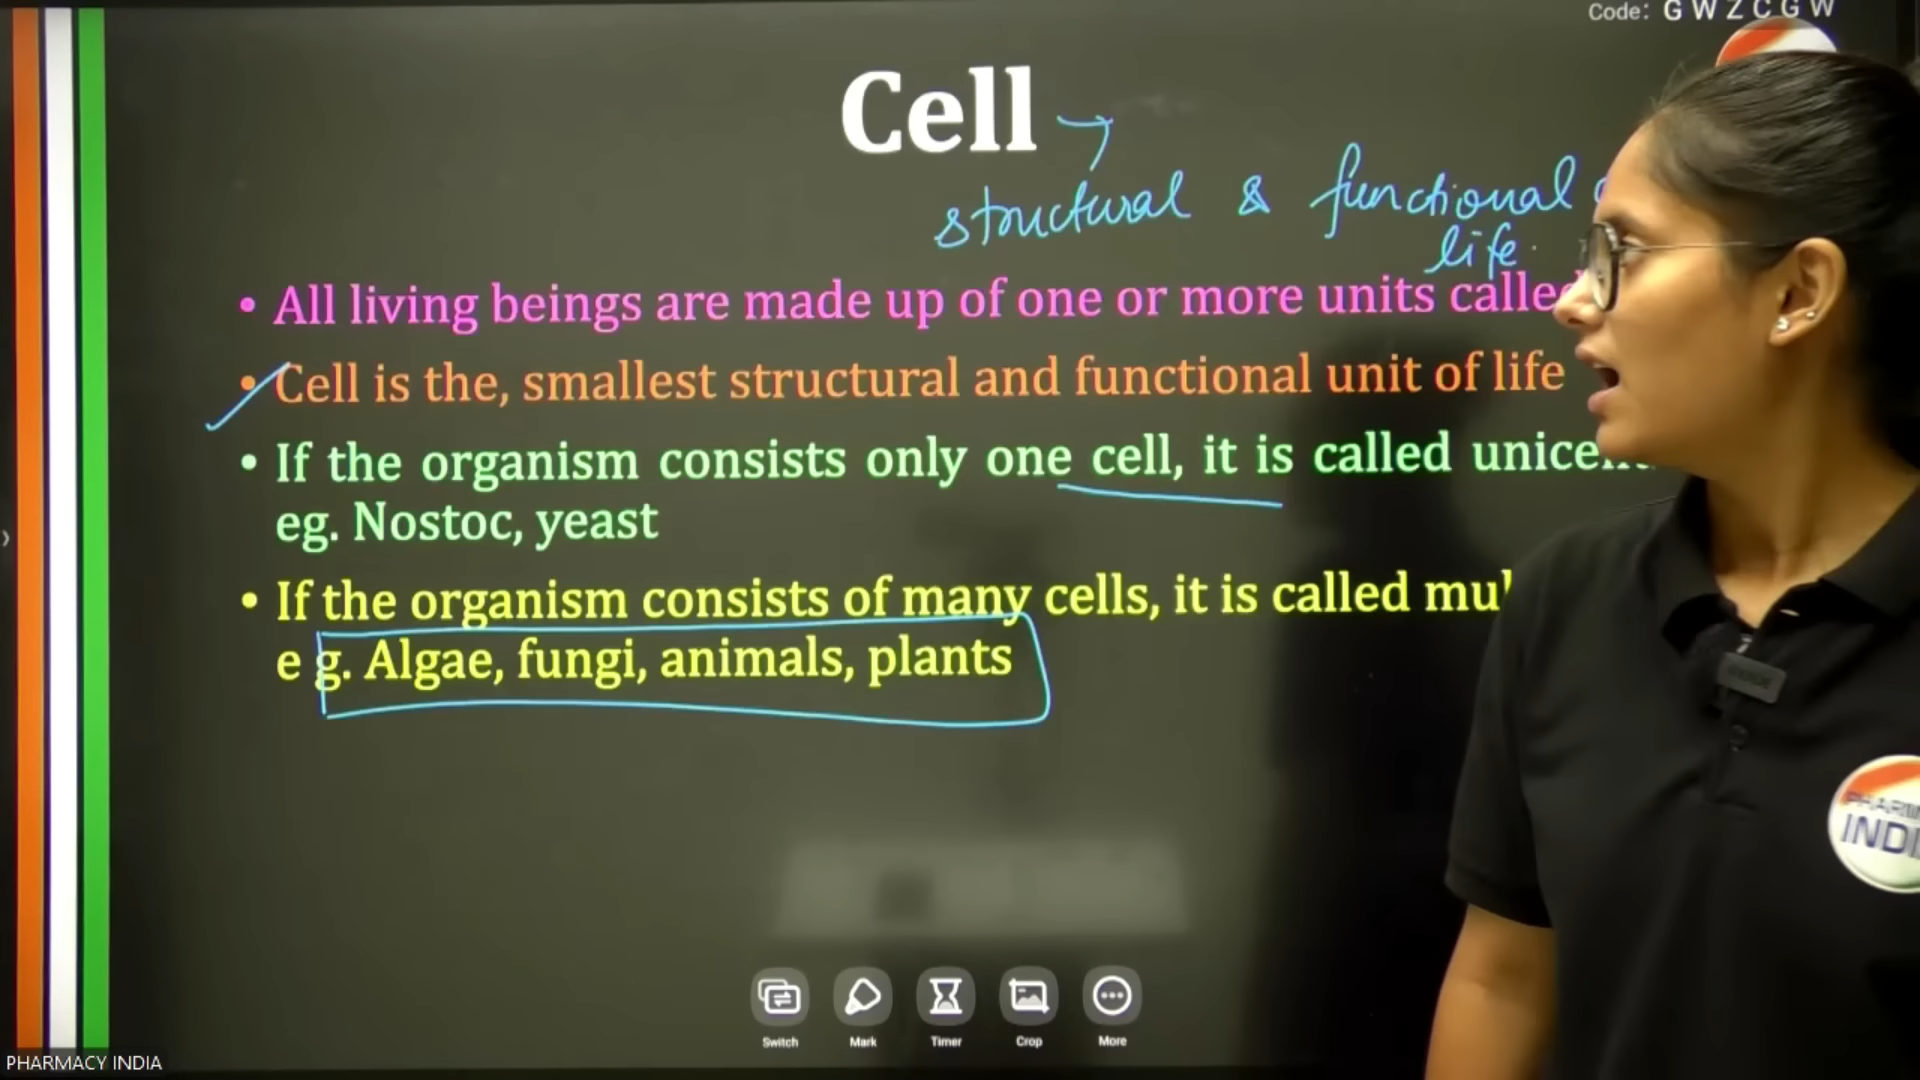 Code: G W Z C G W
Cell
structural & functional
life.
• All living beings are made up of one or more units called
• Cell is the, smallest structural and functional unit of life
• If the organism consists only one cell, it is called
eg. Nostoc, yeast
• If the organism consists of many cells, it is called
e g. Algae, fungi, animals, plants
INDI
Switch Mark Timer Crop More
PHARMACY INDIA